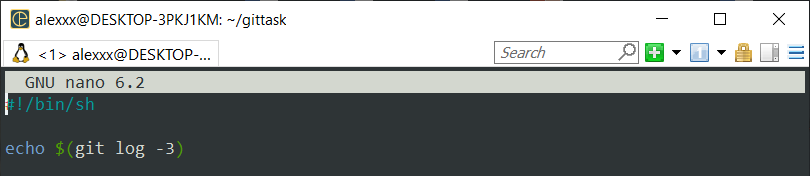 alexxx@DESKTOP-3PKJ1KM: ~/gittask
<1> alexxx@DESKTOP-...
Search
GNU nano 6.2
#!/bin/sh
echo $(git log -3)